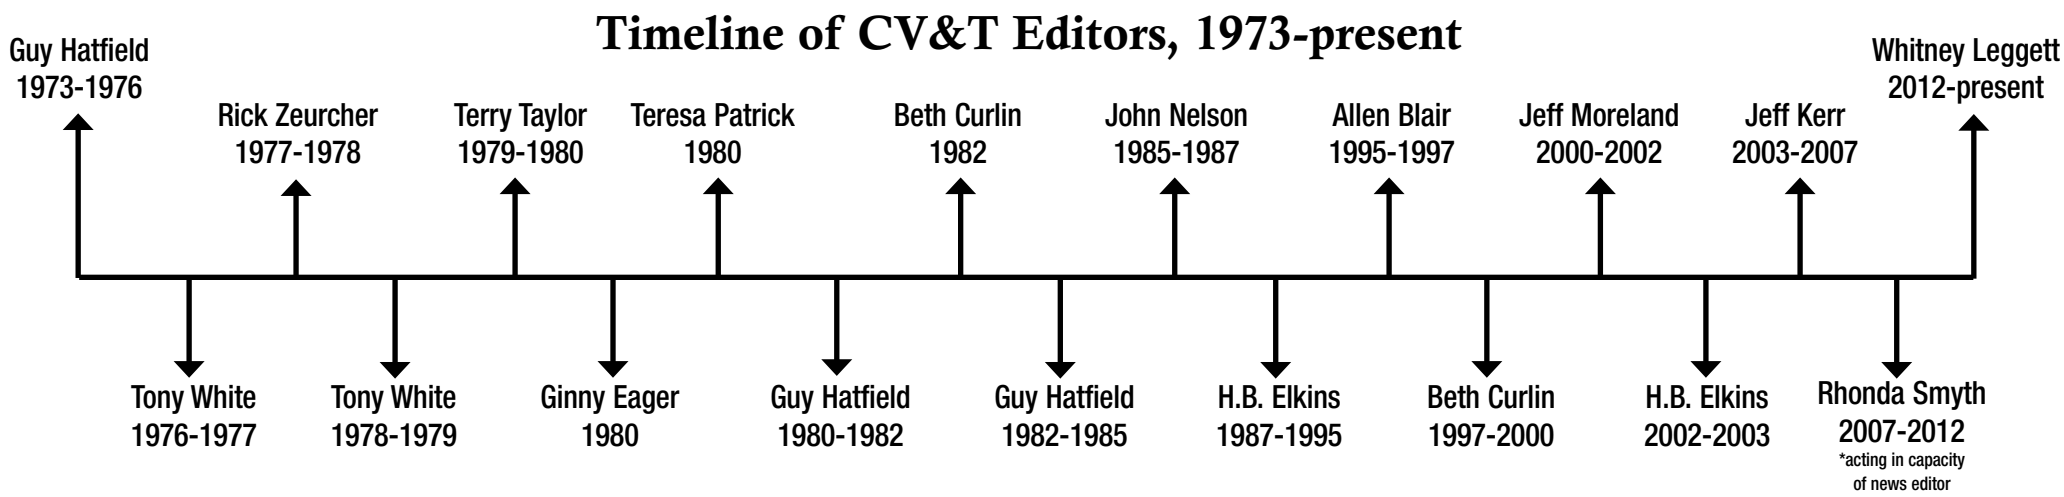 Timeline of CV&T Editors, 1973-present
Guy Hatfield
1973-1976
Tony White
1976-1977
Rick Zeurcher
1977-1978
Tony White
1978-1979
Terry Taylor
1979-1980
Ginny Eager
1980
Teresa Patrick
1980
Guy Hatfield
1980-1982
Beth Curlin
1982
Guy Hatfield
1982-1985
John Nelson
1985-1987
H.B. Elkins
1987-1995
Allen Blair
1995-1997
Beth Curlin
1997-2000
Jeff Moreland
2000-2002
H.B. Elkins
2002-2003
Jeff Kerr
2003-2007
Rhonda Smyth
2007-2012
*acting in capacity
of news editor
Whitney Leggett
2012-present